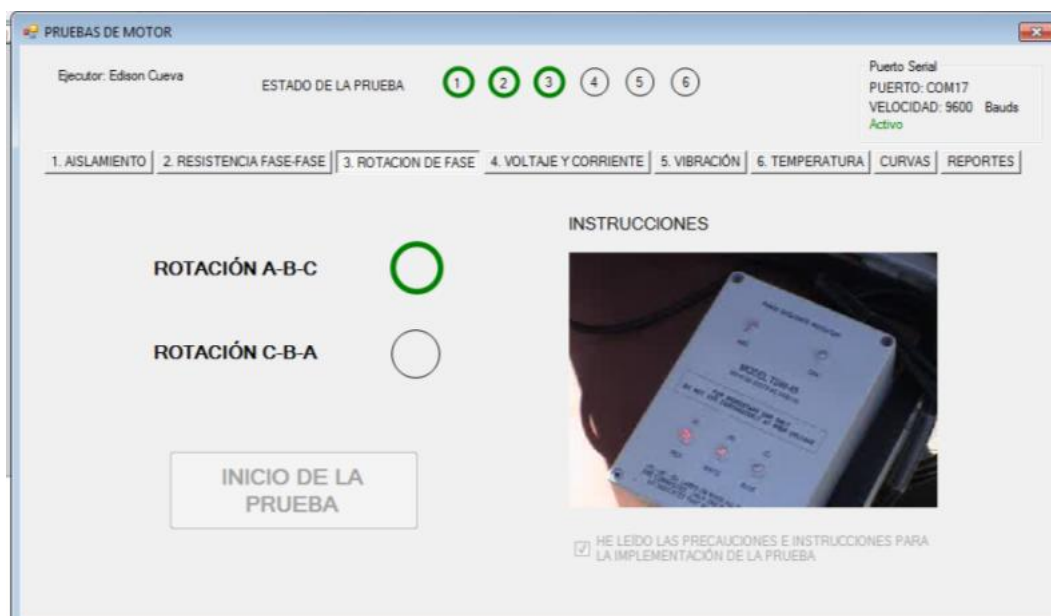 PRUEBAS DE MOTOR
Ejecutor: Edison Cueva
ESTADO DE LA PRUEBA
1 2 3 4 5 6
Puerto Serial
PUERTO: COM17
VELOCIDAD: 9600 Bauds
Activo
1. AISLAMIENTO 2. RESISTENCIA FASE-FASE 3. ROTACION DE FASE 4. VOLTAJE Y CORRIENTE 5. VIBRACIÓN 6. TEMPERATURA CURVAS REPORTES
INSTRUCCIONES
ROTACIÓN A-B-C
ROTACIÓN C-B-A
INICIO DE LA
PRUEBA
HE LEÍDO LAS PRECAUCIONES E INSTRUCCIONES PARA
LA IMPLEMENTACIÓN DE LA PRUEBA